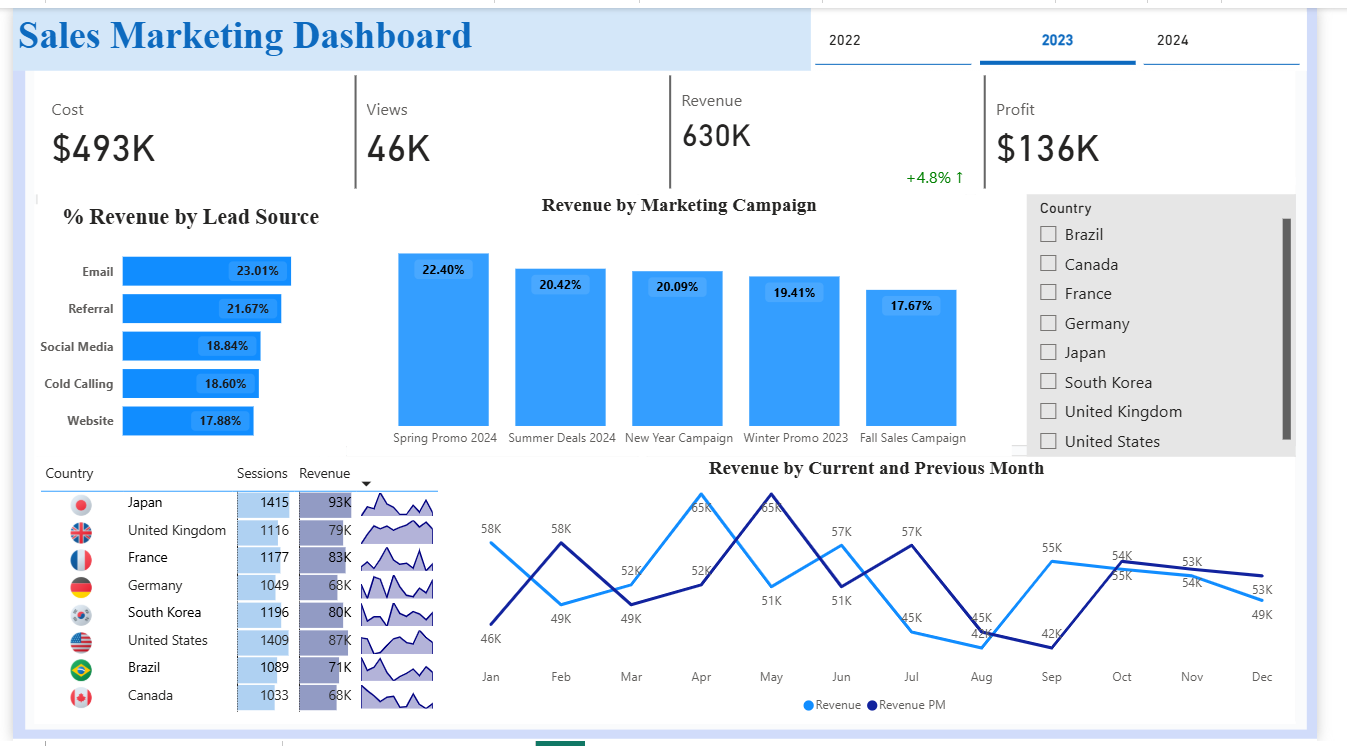 Sales Marketing Dashboard
2022
2023
2024
Cost
$493K
Views
46K
Revenue
630K
+4.8% ↑
Profit
$136K
% Revenue by Lead Source
Email 23.01%
Referral 21.67%
Social Media 18.84%
Cold Calling 18.60%
Website 17.88%
Revenue by Marketing Campaign
22.40% 20.42% 20.09% 19.41% 17.67%
Spring Promo 2024 Summer Deals 2024 New Year Campaign Winter Promo 2023 Fall Sales Campaign
Country
Brazil
Canada
France
Germany
Japan
South Korea
United Kingdom
United States
Country Sessions Revenue
Japan 1415 93K
United Kingdom 1116 79K
France 1177 83K
Germany 1049 68K
South Korea 1196 80K
United States 1409 87K
Brazil 1089 71K
Canada 1033 68K
Revenue by Current and Previous Month
58K 49K 52K 65K 51K 57K 45K 42K 55K 54K 53K 49K
46K 58K 49K 52K 65K 51K 57K 45K 42K 55K 54K 53K
Jan Feb Mar Apr May Jun Jul Aug Sep Oct Nov Dec
Revenue Revenue PM